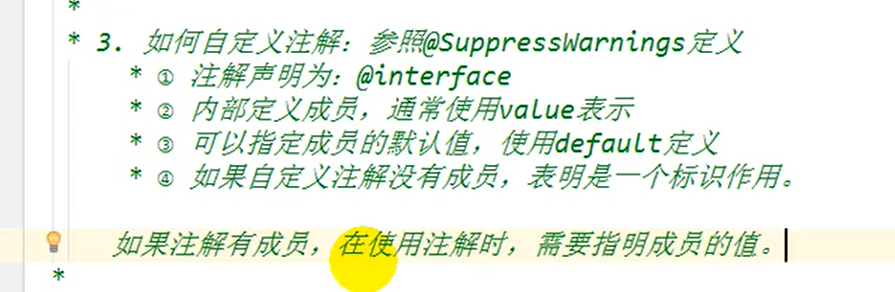 *
* 3. 如何自定义注解：参照@SuppressWarnings定义
* ① 注解声明为：@interface
* ② 内部定义成员，通常使用value表示
* ③ 可以指定成员的默认值，使用default定义
* ④ 如果自定义注解没有成员，表明是一个标识作用。
如果注解有成员，在使用注解时，需要指明成员的值。
*